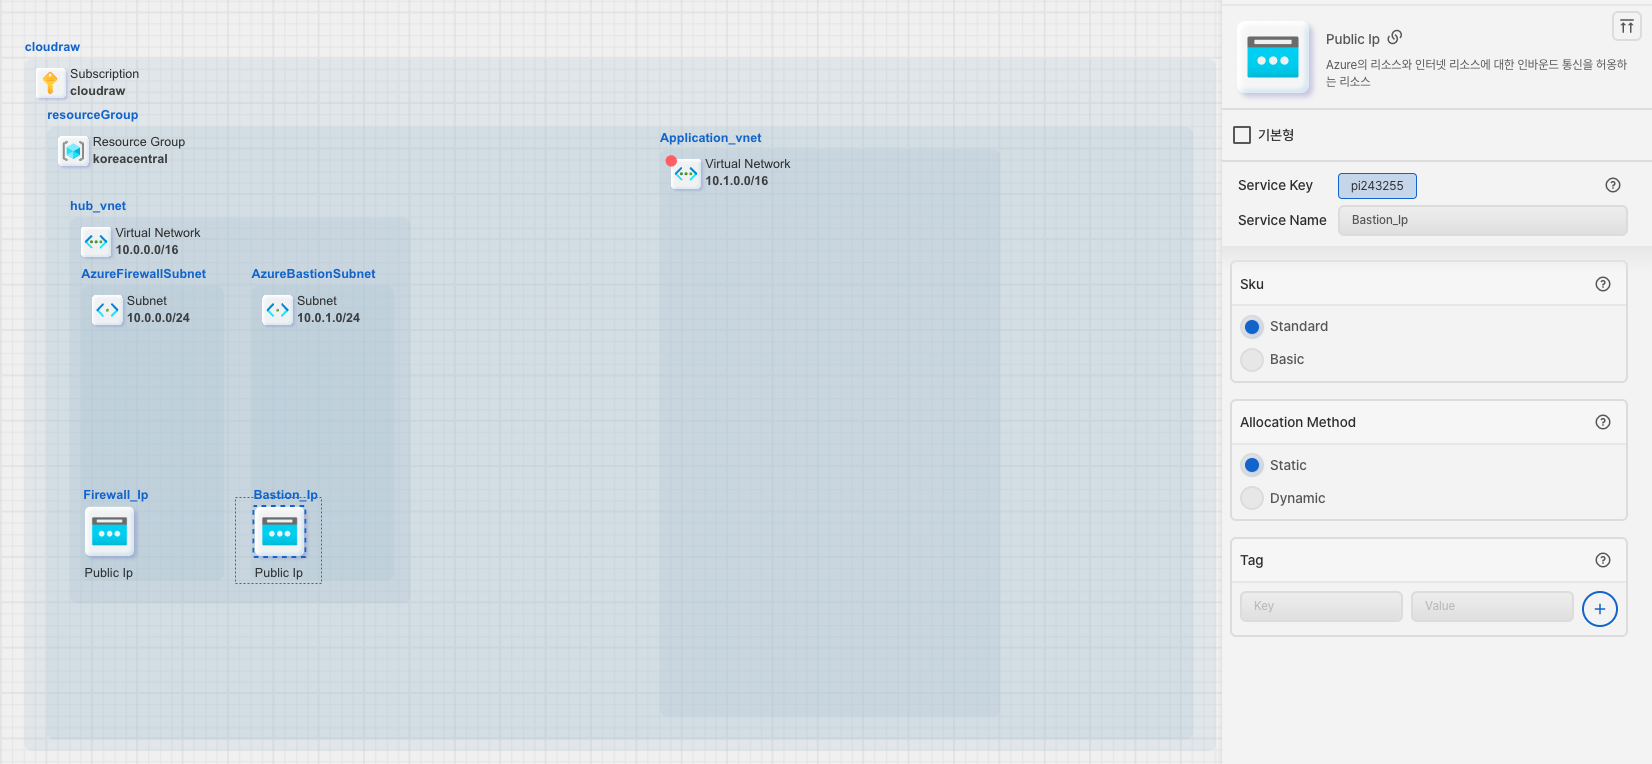 cloudraw
Subscription
cloudraw
resourceGroup
Resource Group
koreacentral
Application_vnet
Virtual Network
10.1.0.0/16
hub_vnet
Virtual Network
10.0.0.0/16
AzureFirewallSubnet
AzureBastionSubnet
Subnet
10.0.0.0/24
Subnet
10.0.1.0/24
Firewall_Ip
Bastion_Ip
Public Ip
Public Ip
Public Ip
Azure의 리소스와 인터넷 리소스에 대한 인바운드 통신을 허용하
는 리소스
기본형
Service Key pi243255
Service Name Bastion_Ip
Sku
Standard
Basic
Allocation Method
Static
Dynamic
Tag
Key Value